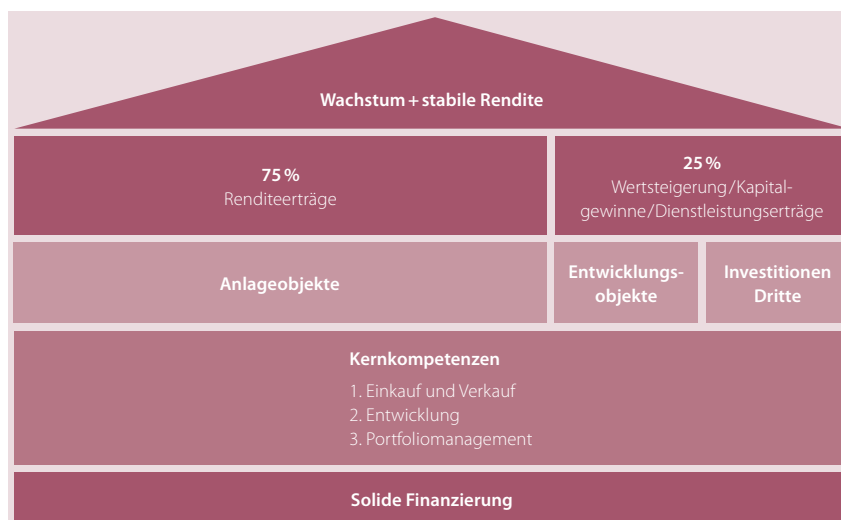 Wachstum + stabile Rendite
75 %
Renditeerträge
25 %
Wertsteigerung/Kapital-
gewinne/Dienstleistungserträge
Anlageobjekte
Entwicklungs-
objekte
Investitionen
Dritte
Kernkompetenzen
1. Einkauf und Verkauf
2. Entwicklung
3. Portfoliomanagement
Solide Finanzierung